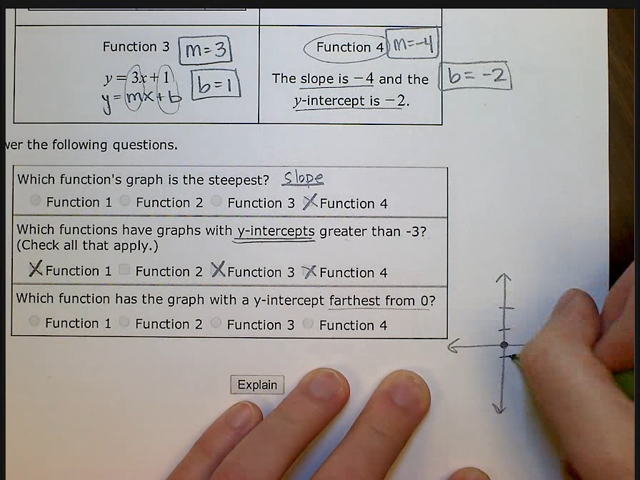 Function 3 m=3
Function 4 m=-4
y=3x+1 b=1
y=mx+b
The slope is −4 and the b=-2
y-intercept is −2.
wer the following questions.
Which function's graph is the steepest? slope
Function 1 Function 2 Function 3 X Function 4
Which functions have graphs with y-intercepts greater than -3?
(Check all that apply.)
X Function 1 Function 2 X Function 3 X Function 4
Which function has the graph with a y-intercept farthest from 0?
Function 1 Function 2 Function 3 Function 4
Explain